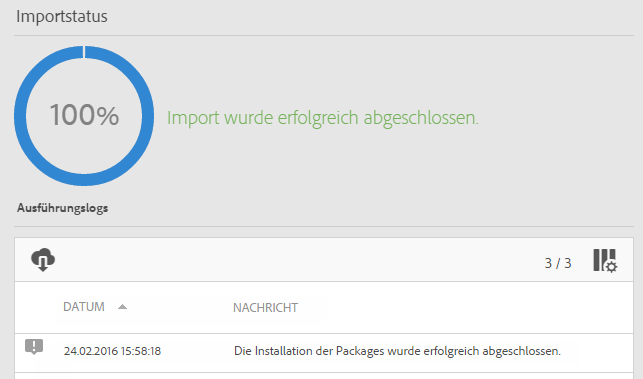 Importstatus
100%
Import wurde erfolgreich abgeschlossen.
Ausführungslogs
3 / 3
DATUM NACHRICHT
24.02.2016 15:58:18 Die Installation der Packages wurde erfolgreich abgeschlossen.